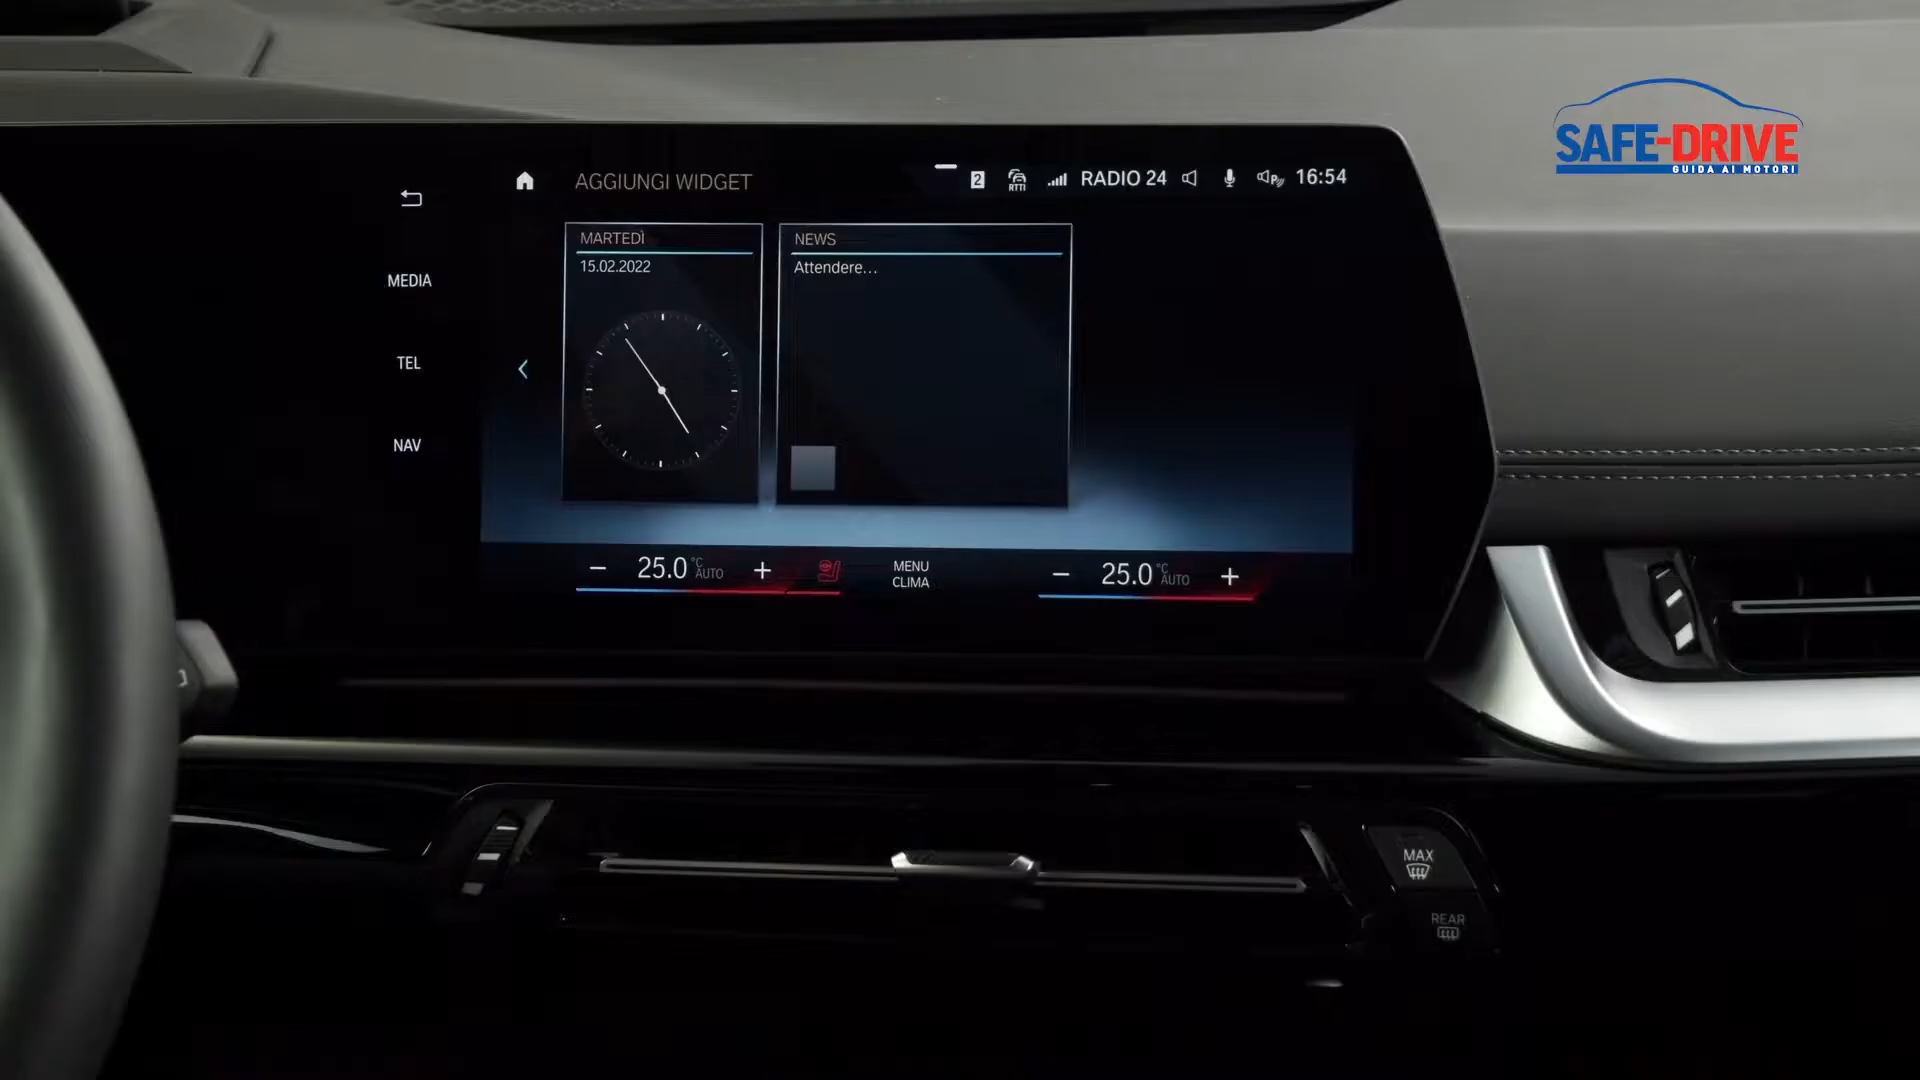 AGGIUNGI WIDGET
2
RTTI
RADIO 24
P
16:54
SAFE-DRIVE
GUIDA AI MOTORI
MEDIA
TEL
NAV
MARTEDÌ
15.02.2022
NEWS
Attendere...
25.0 °C AUTO
MENU
CLIMA
25.0 °C AUTO
MAX
REAR